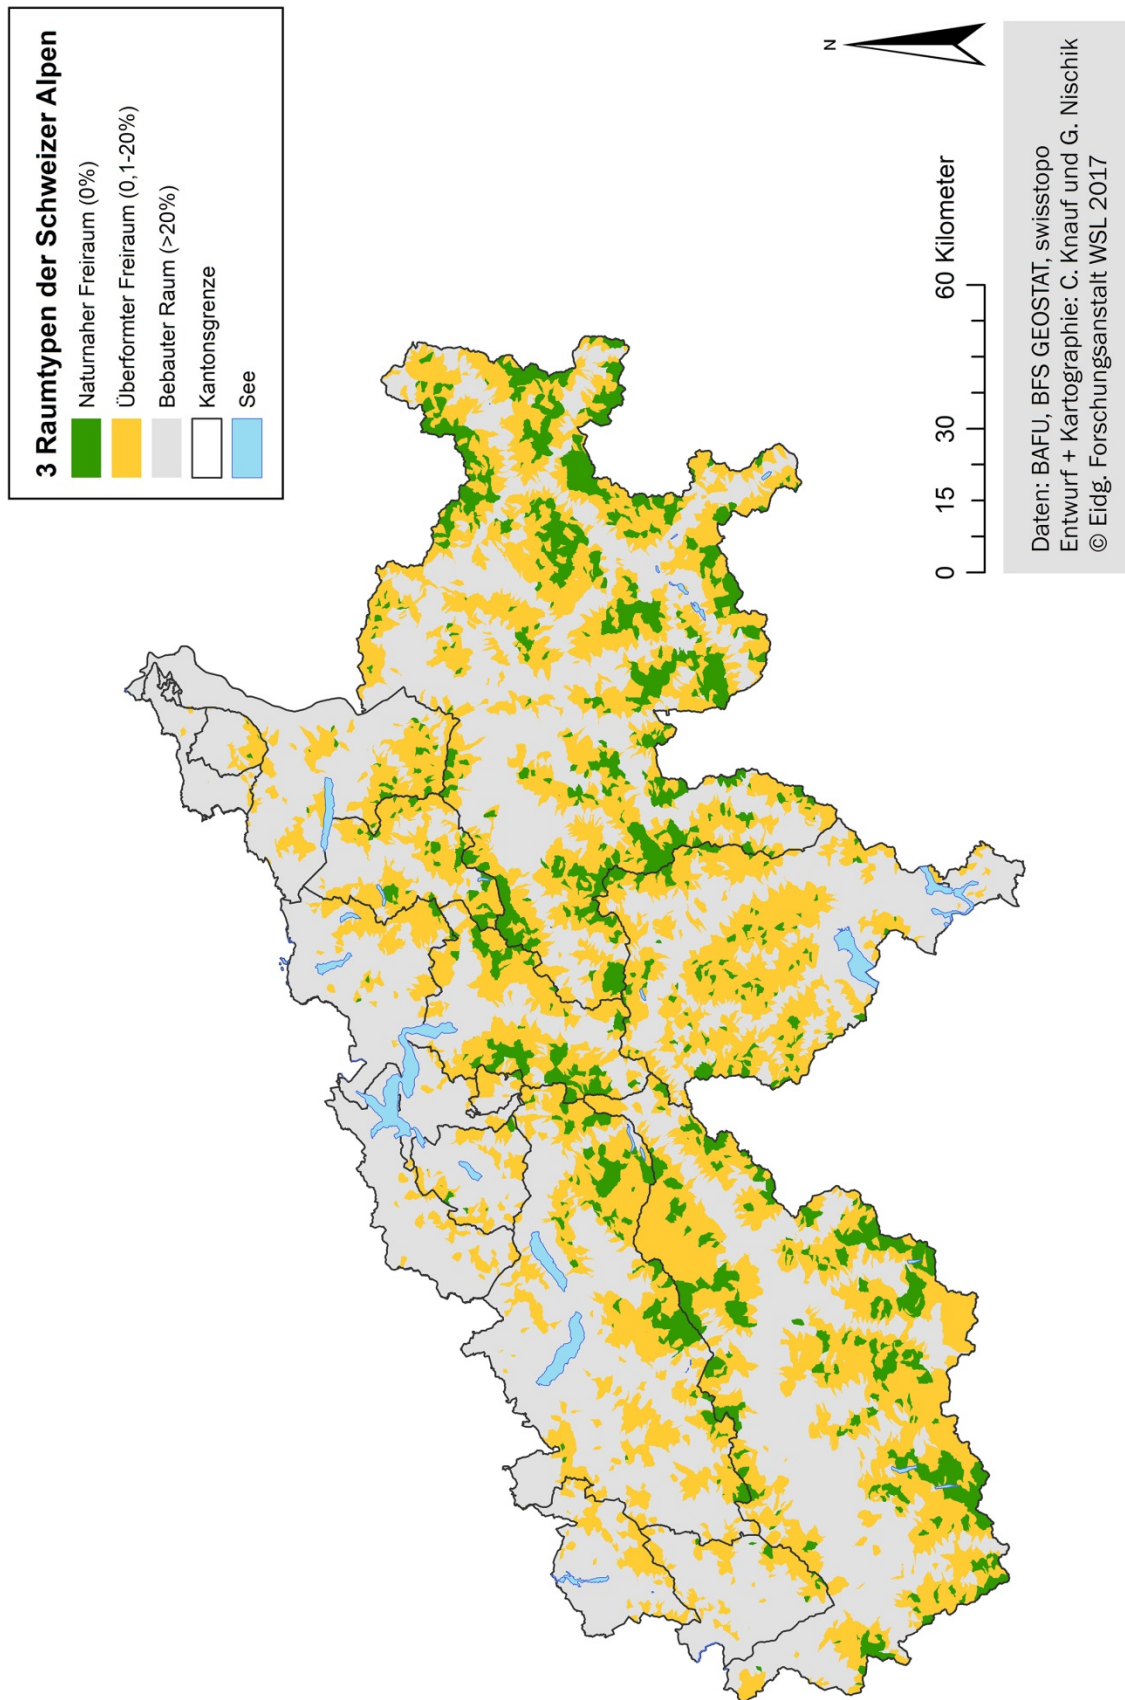 3 Raumtypen der Schweizer Alpen
Naturnaher Freiraum (0%)
Überformter Freiraum (0,1-20%)
Bebauter Raum (>20%)
Kantonsgrenze
See
N
0 15 30 60 Kilometer
Daten: BAFU, BFS GEOSTAT, swisstopo
Entwurf + Kartographie: C. Knauf und G. Nischik
© Eidg. Forschungsanstalt WSL 2017